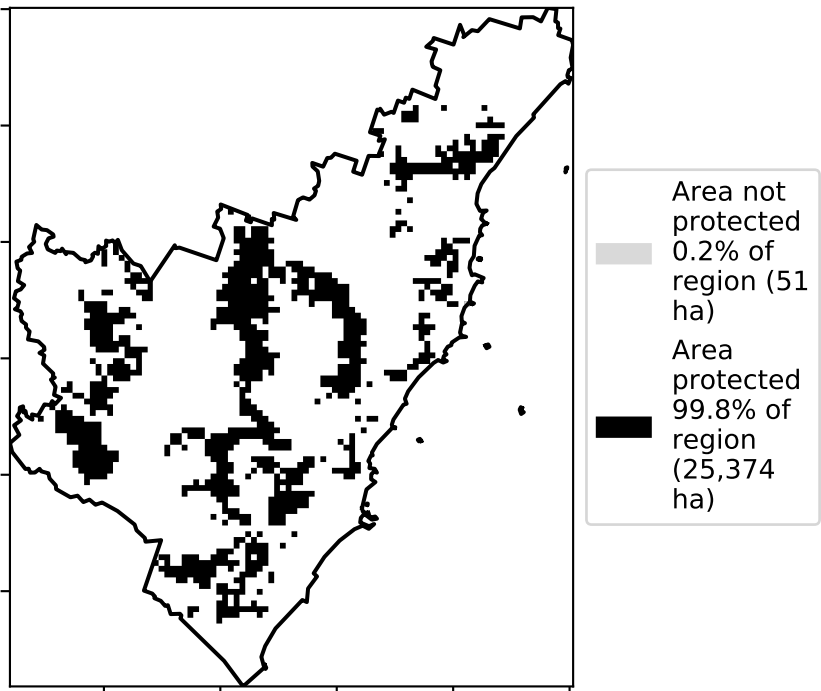 Area not
protected
0.2% of
region (51
ha)
Area
protected
99.8% of
region
(25,374
ha)